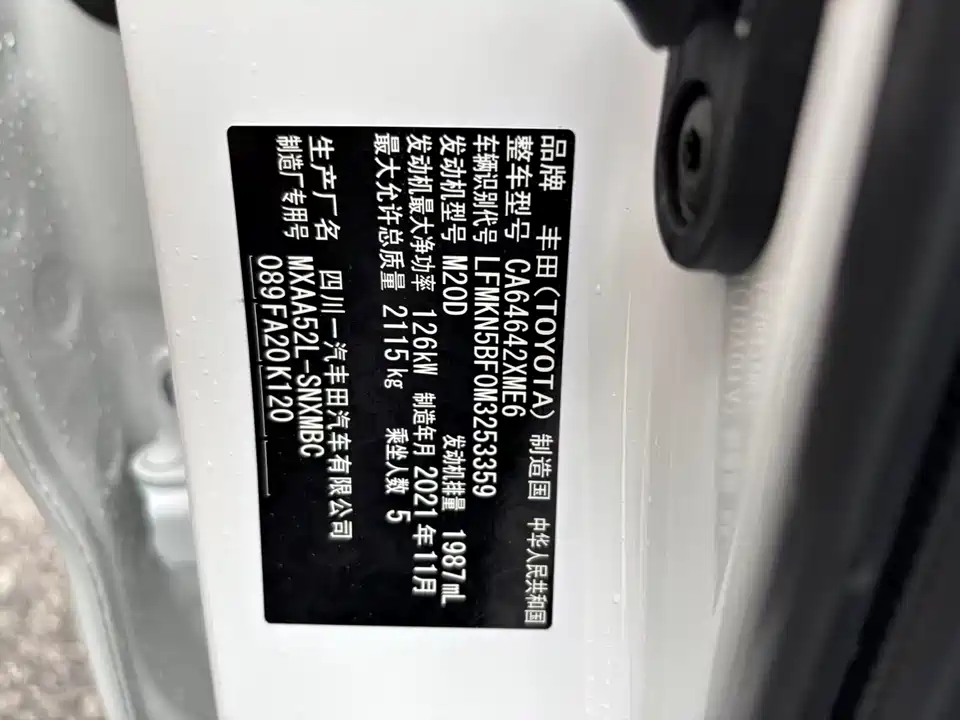 品牌 丰田(TOYOTA) 制造国 中华人民共和国
整车型号 CA64642XME6
车辆识别代号 LFMKN5BF0M3253359
发动机型号 M20D 发动机排量 1987mL
发动机最大净功率 126kW 制造年月 2021年11月
最大允许总质量 2115kg 乘坐人数 5
生产厂名 四川一汽丰田汽车有限公司
制造厂专用号 MXAA52L-SNXMBC
089FA20K120